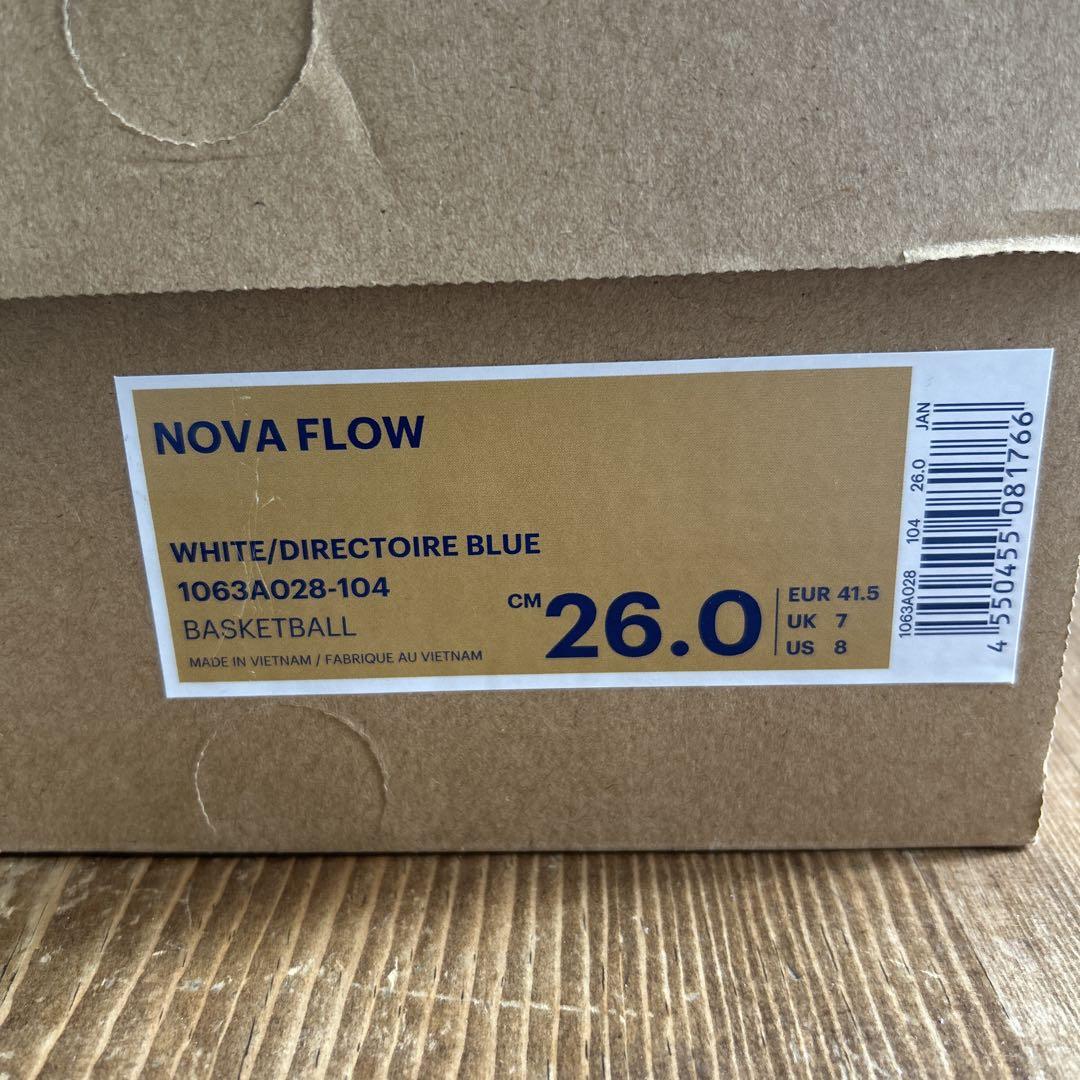 NOVA FLOW
WHITE/DIRECTOIRE BLUE
1063A028-104
BASKETBALL
MADE IN VIETNAM / FABRIQUE AU VIETNAM
CM 26.0
EUR 41.5
UK 7
US 8
1063A028 104 26.0 JAN
4 550455 081766